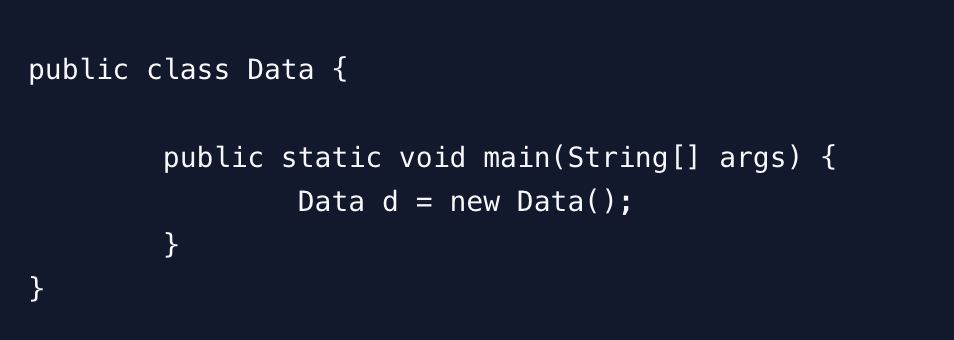 public class Data {
public static void main(String[] args) {
Data d = new Data();
}
}